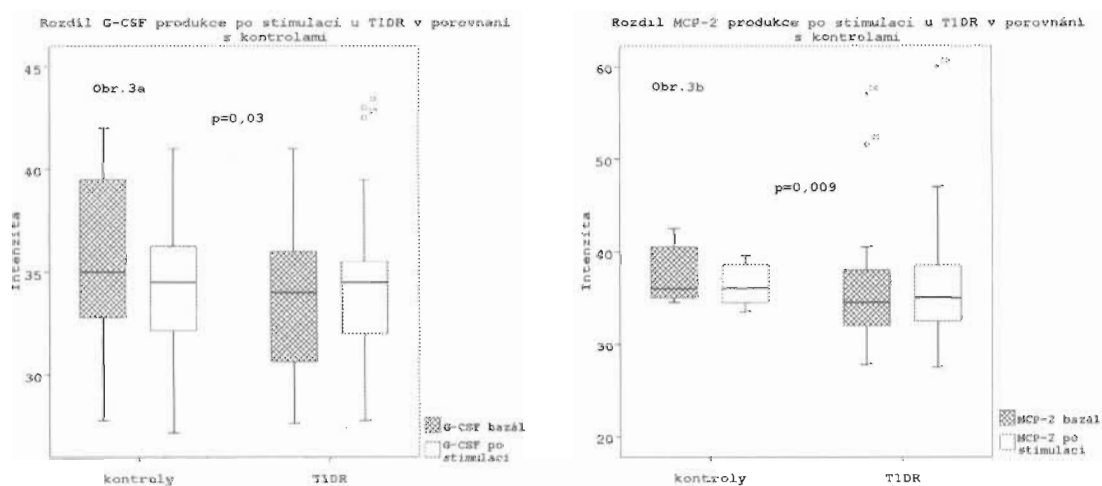 Rozdíl G-CSF produkce po stimulaci u T1DR v porovnání
s kontrolami
45
Obr.3a
p=0,03
40
Intenzita
35
30
G-CSF bazál
G-CSF po
stimulaci
kontroly
T1DR
Rozdíl MCP-2 produkce po stimulaci u T1DR v porovnání
s kontrolami
60
Obr.3b
50
p=0,009
Intenzita
40
30
20
MCP-2 bazál
MCP-2 po
stimulaci
kontroly
T1DR